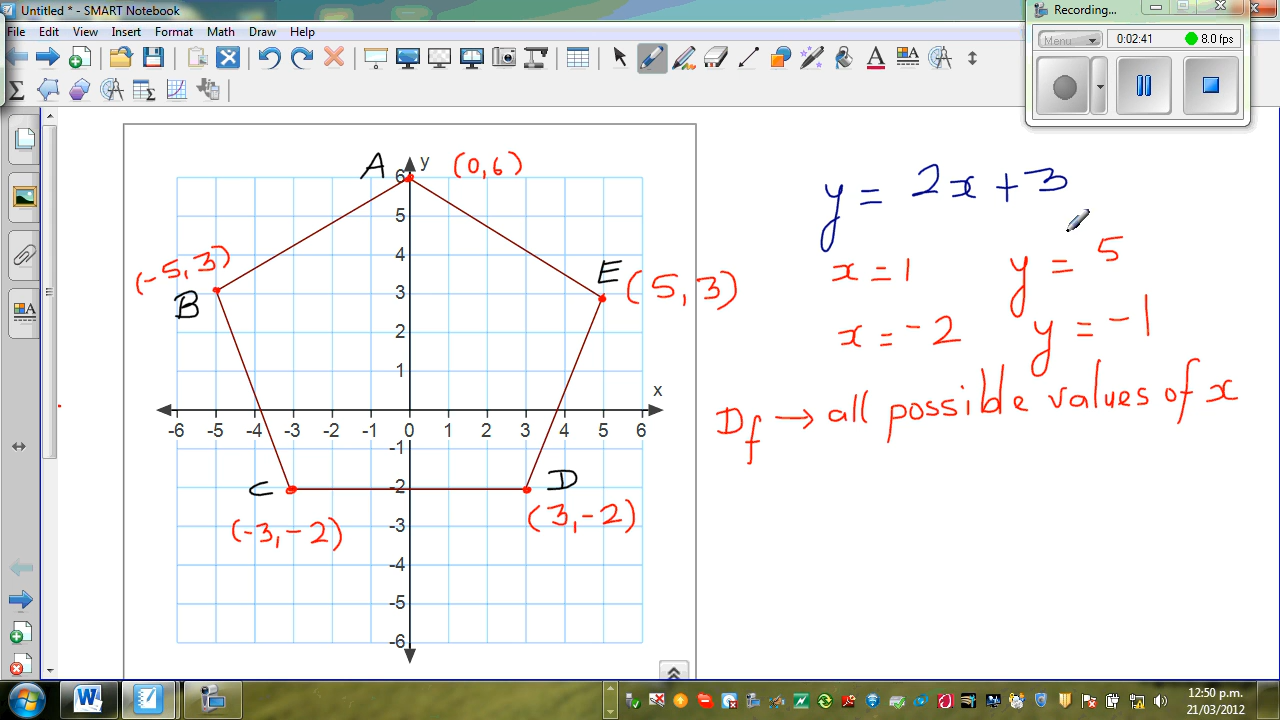 Untitled * - SMART Notebook
Recording...
File Edit View Insert Format Math Draw Help
Menu
0:02:41
8.0 fps
A
y
(0,6)
6
5
4
3
2
1
(-5,3)
B
E
(5,3)
x
-6 -5 -4 -3 -2 -1 0 1 2 3 4 5 6
-1
-2
-3
-4
-5
-6
C
D
(-3,-2)
(3,-2)
y = 2x + 3
x = 1 y = 5
x = -2 y = -1
Df → all possible values of x
12:50 p.m.
21/03/2012